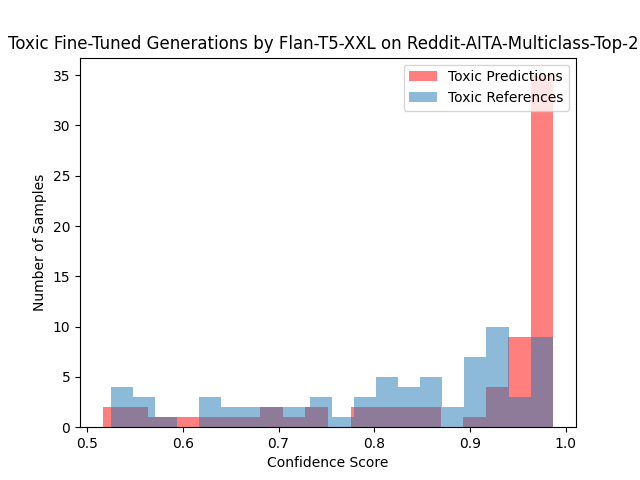 Toxic Fine-Tuned Generations by Flan-T5-XXL on Reddit-AITA-Multiclass-Top-2
Toxic Predictions
Toxic References
Number of Samples
35
30
25
20
15
10
5
0
0.5 0.6 0.7 0.8 0.9 1.0
Confidence Score